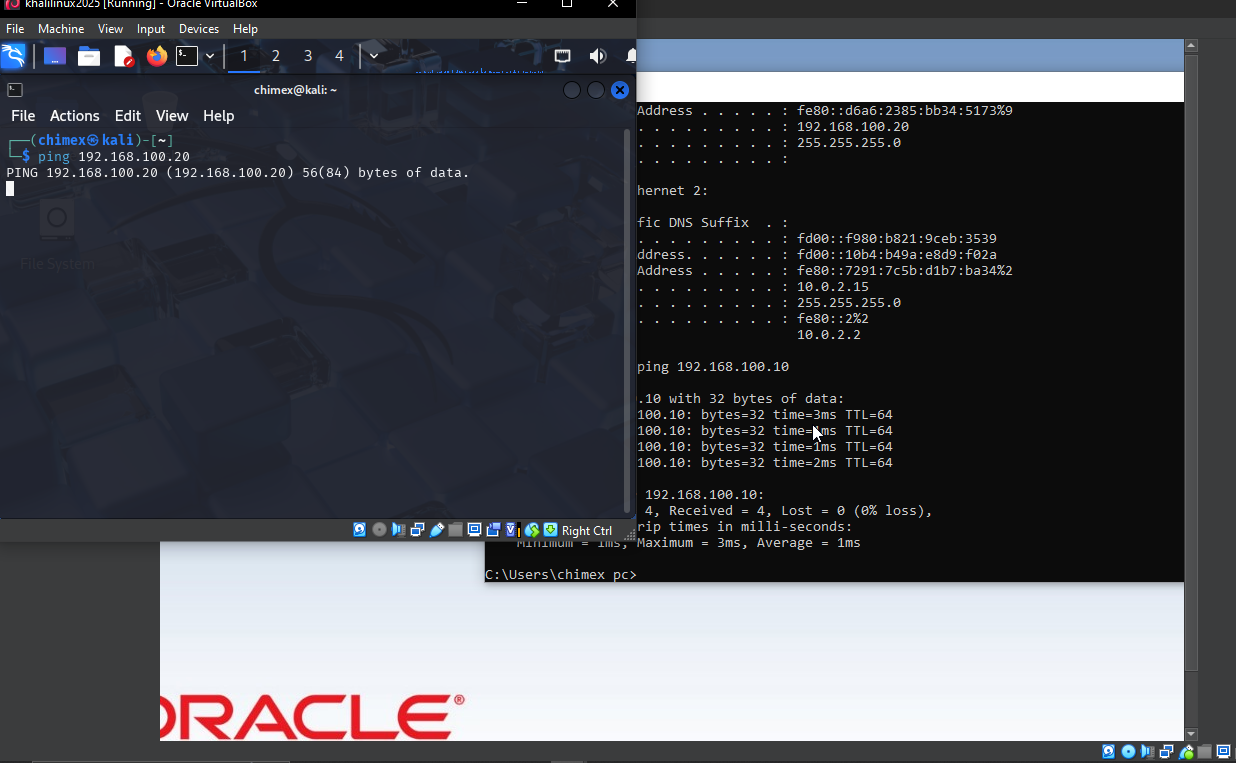 khalilinux2025 [Running] - Oracle VirtualBox
File Machine View Input Devices Help
1 2 3 4
chimex@kali: ~
File Actions Edit View Help
┌──(chimex㉿kali)-[~]
└─$ ping 192.168.100.20
PING 192.168.100.20 (192.168.100.20) 56(84) bytes of data.
File System
Right Ctrl
Address . . . . . : fe80::d6a6:2385:bb34:5173%9
. . . . . . . . . : 192.168.100.20
. . . . . . . . . : 255.255.255.0
. . . . . . . . . :
hernet 2:
fic DNS Suffix . :
. . . . . . . . . : fd00::f980:b821:9ceb:3539
ddress. . . . . . : fd00::10b4:b49a:e8d9:f02a
Address . . . . . : fe80::7291:7c5b:d1b7:ba34%2
. . . . . . . . . : 10.0.2.15
. . . . . . . . . : 255.255.255.0
. . . . . . . . . : fe80::2%2
10.0.2.2
ping 192.168.100.10
.10 with 32 bytes of data:
100.10: bytes=32 time=3ms TTL=64
100.10: bytes=32 TTL=64
100.10: bytes=32 time=1ms TTL=64
100.10: bytes=32 time=2ms TTL=64
192.168.100.10:
4, Received = 4, Lost = 0 (0% loss),
rip times in milli-seconds:
Minimum = 1ms, Maximum = 3ms, Average = 1ms
C:\Users\chimex pc>
ORACLE®